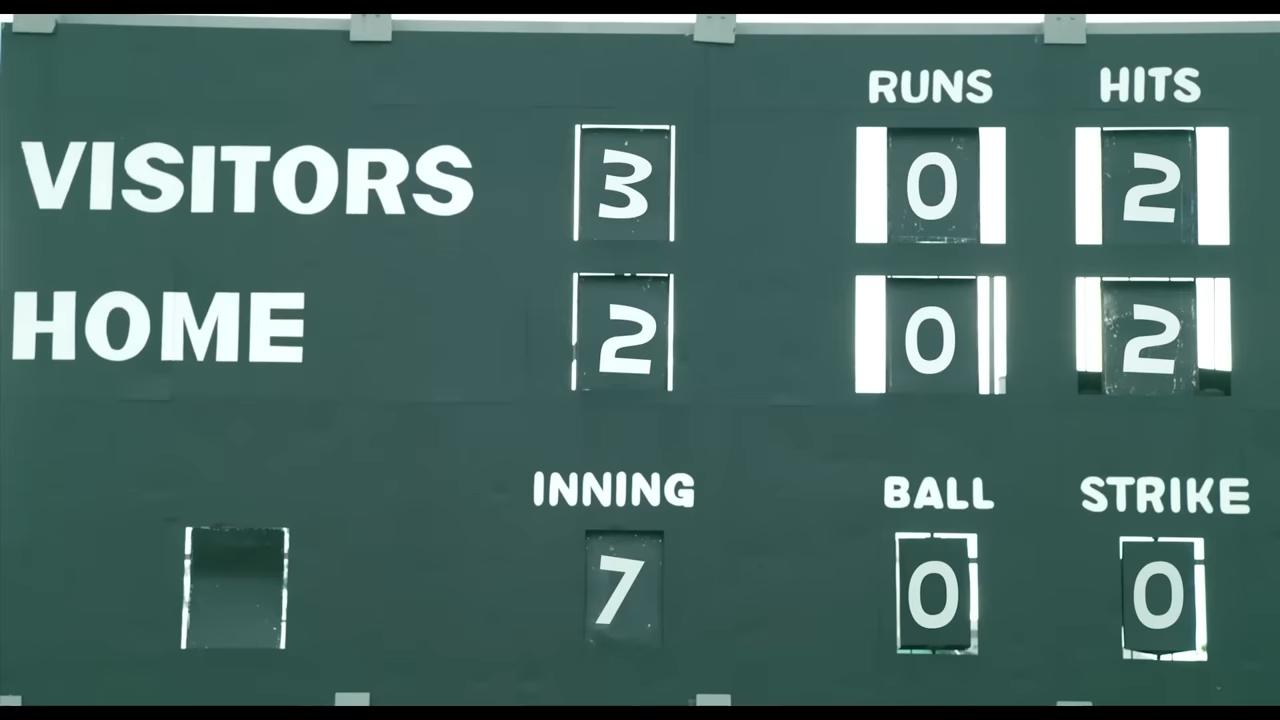 RUNS HITS
VISITORS 3 0 2
HOME 2 0 2
INNING BALL STRIKE
7 0 0